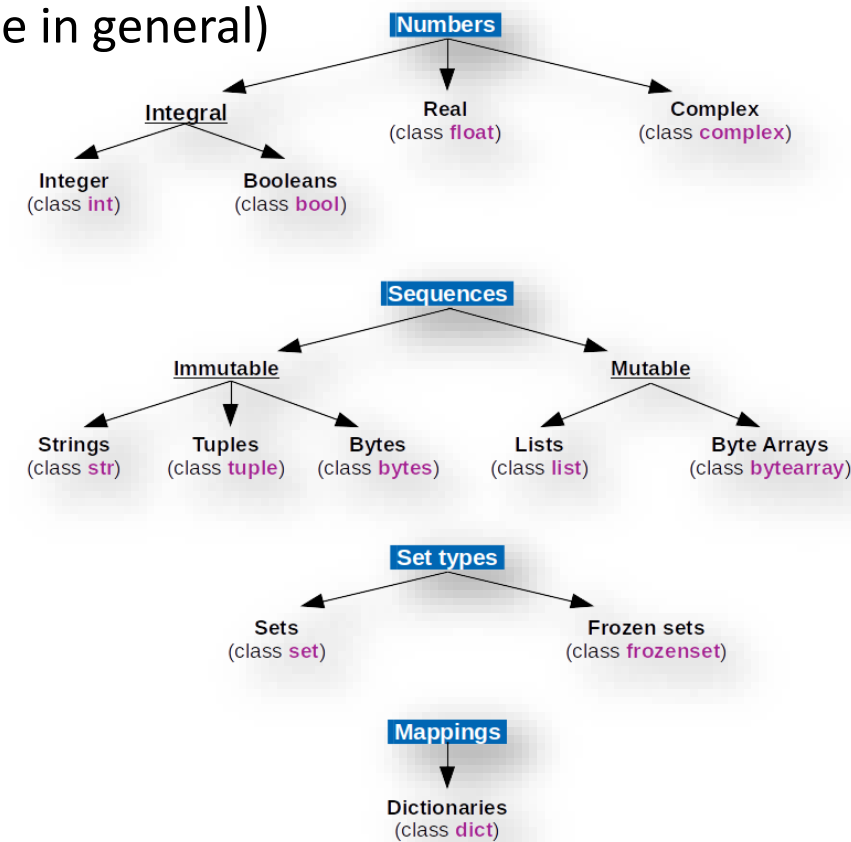 e in general)
Numbers
Integral
Real
(class float)
Complex
(class complex)
Integer
(class int)
Booleans
(class bool)
Sequences
Immutable
Mutable
Strings
(class str)
Tuples
(class tuple)
Bytes
(class bytes)
Lists
(class list)
Byte Arrays
(class bytearray)
Set types
Sets
(class set)
Frozen sets
(class frozenset)
Mappings
Dictionaries
(class dict)